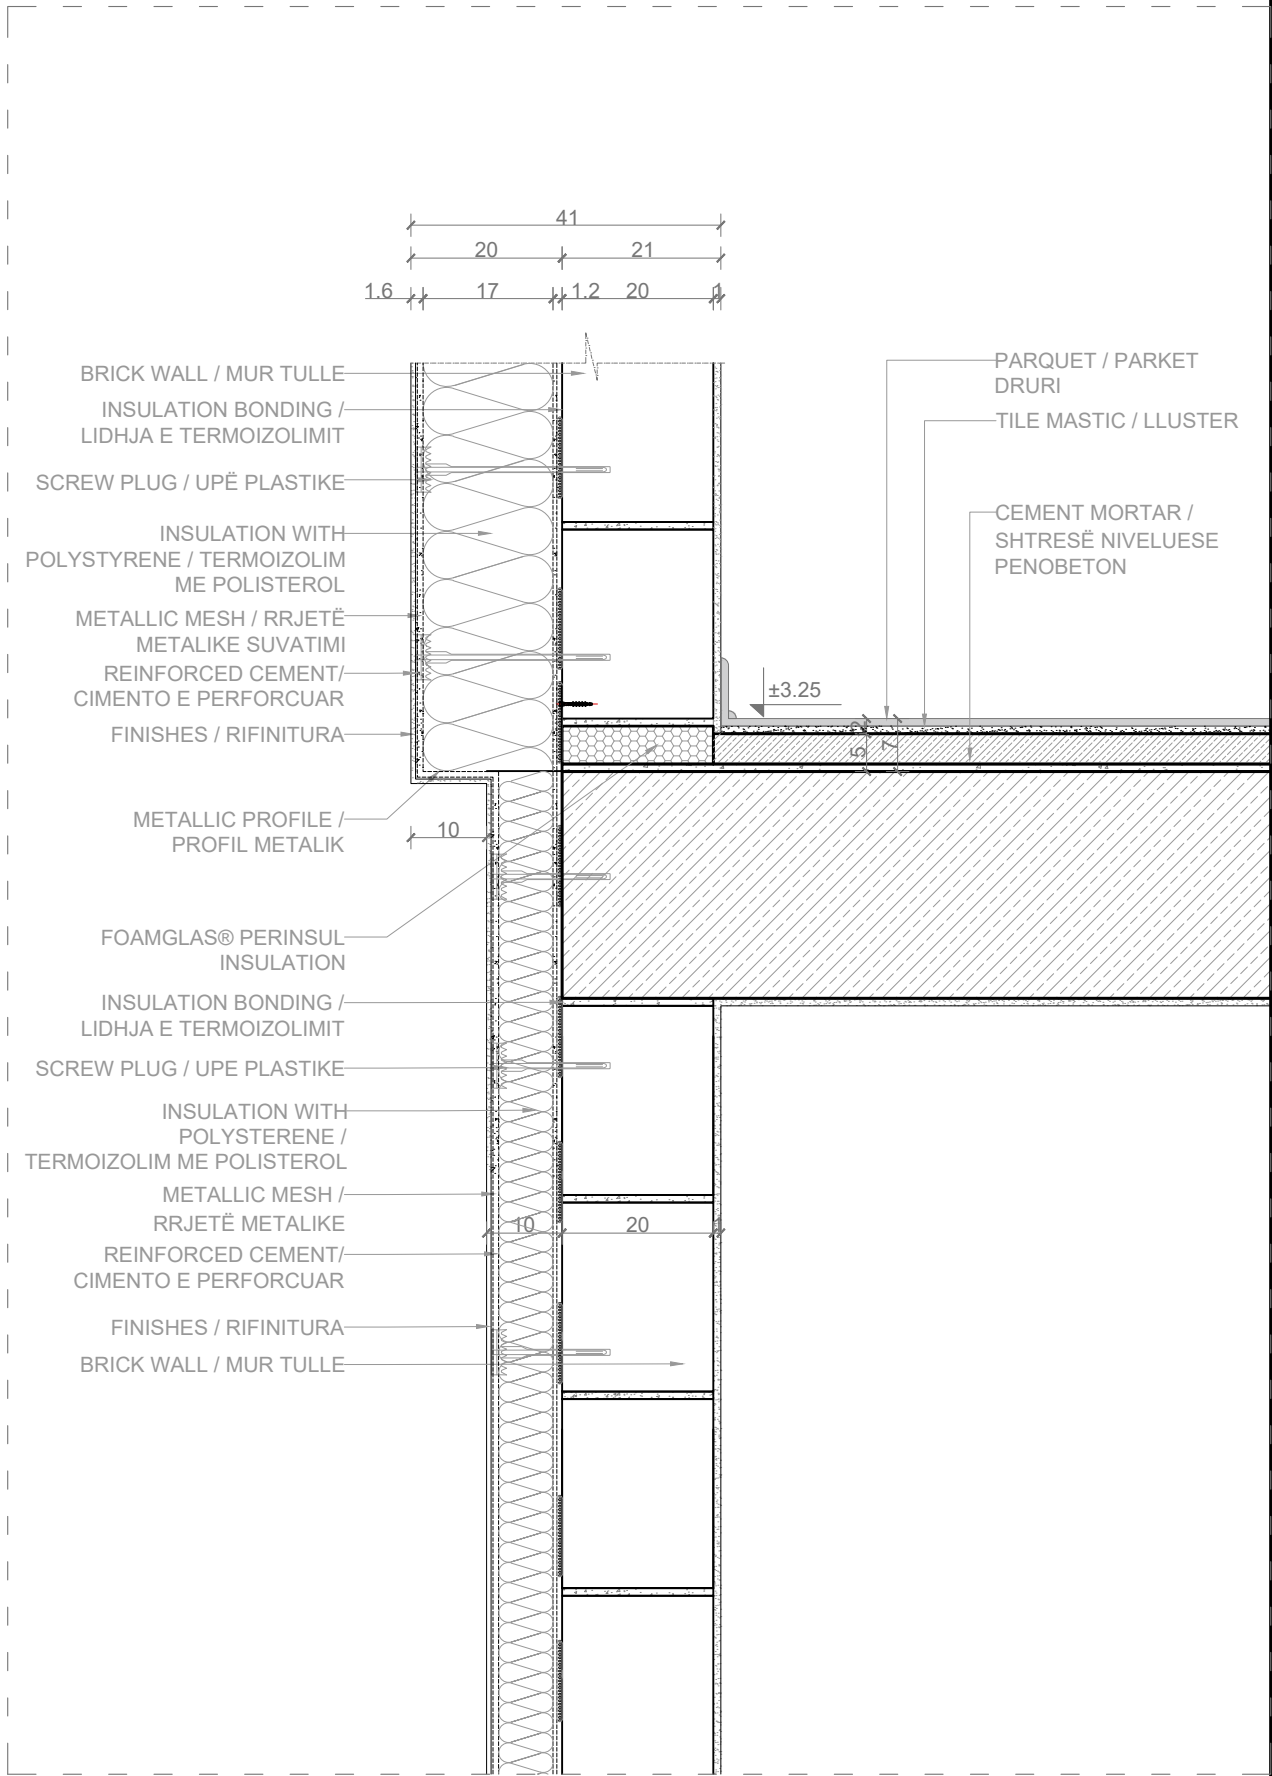 41
20 21
1.6 17 1.2 20 1
BRICK WALL / MUR TULLE
INSULATION BONDING /
LIDHJA E TERMOIZOLIMIT
SCREW PLUG / UPË PLASTIKE
INSULATION WITH
POLYSTYRENE / TERMOIZOLIM
ME POLISTEROL
METALLIC MESH / RRJETË
METALIKE SUVATIMI
REINFORCED CEMENT/
CIMENTO E PERFORCUAR
FINISHES / RIFINITURA
METALLIC PROFILE /
PROFIL METALIK
10
FOAMGLAS® PERINSUL
INSULATION
INSULATION BONDING /
LIDHJA E TERMOIZOLIMIT
SCREW PLUG / UPE PLASTIKE
INSULATION WITH
POLYSTERENE /
TERMOIZOLIM ME POLISTEROL
METALLIC MESH /
RRJETË METALIKE
REINFORCED CEMENT/
CIMENTO E PERFORCUAR
FINISHES / RIFINITURA
BRICK WALL / MUR TULLE
10 20 1
PARQUET / PARKET
DRURI
TILE MASTIC / LLUSTER
CEMENT MORTAR /
SHTRESË NIVELUESE
PENOBETON
±3.25
5 2
7